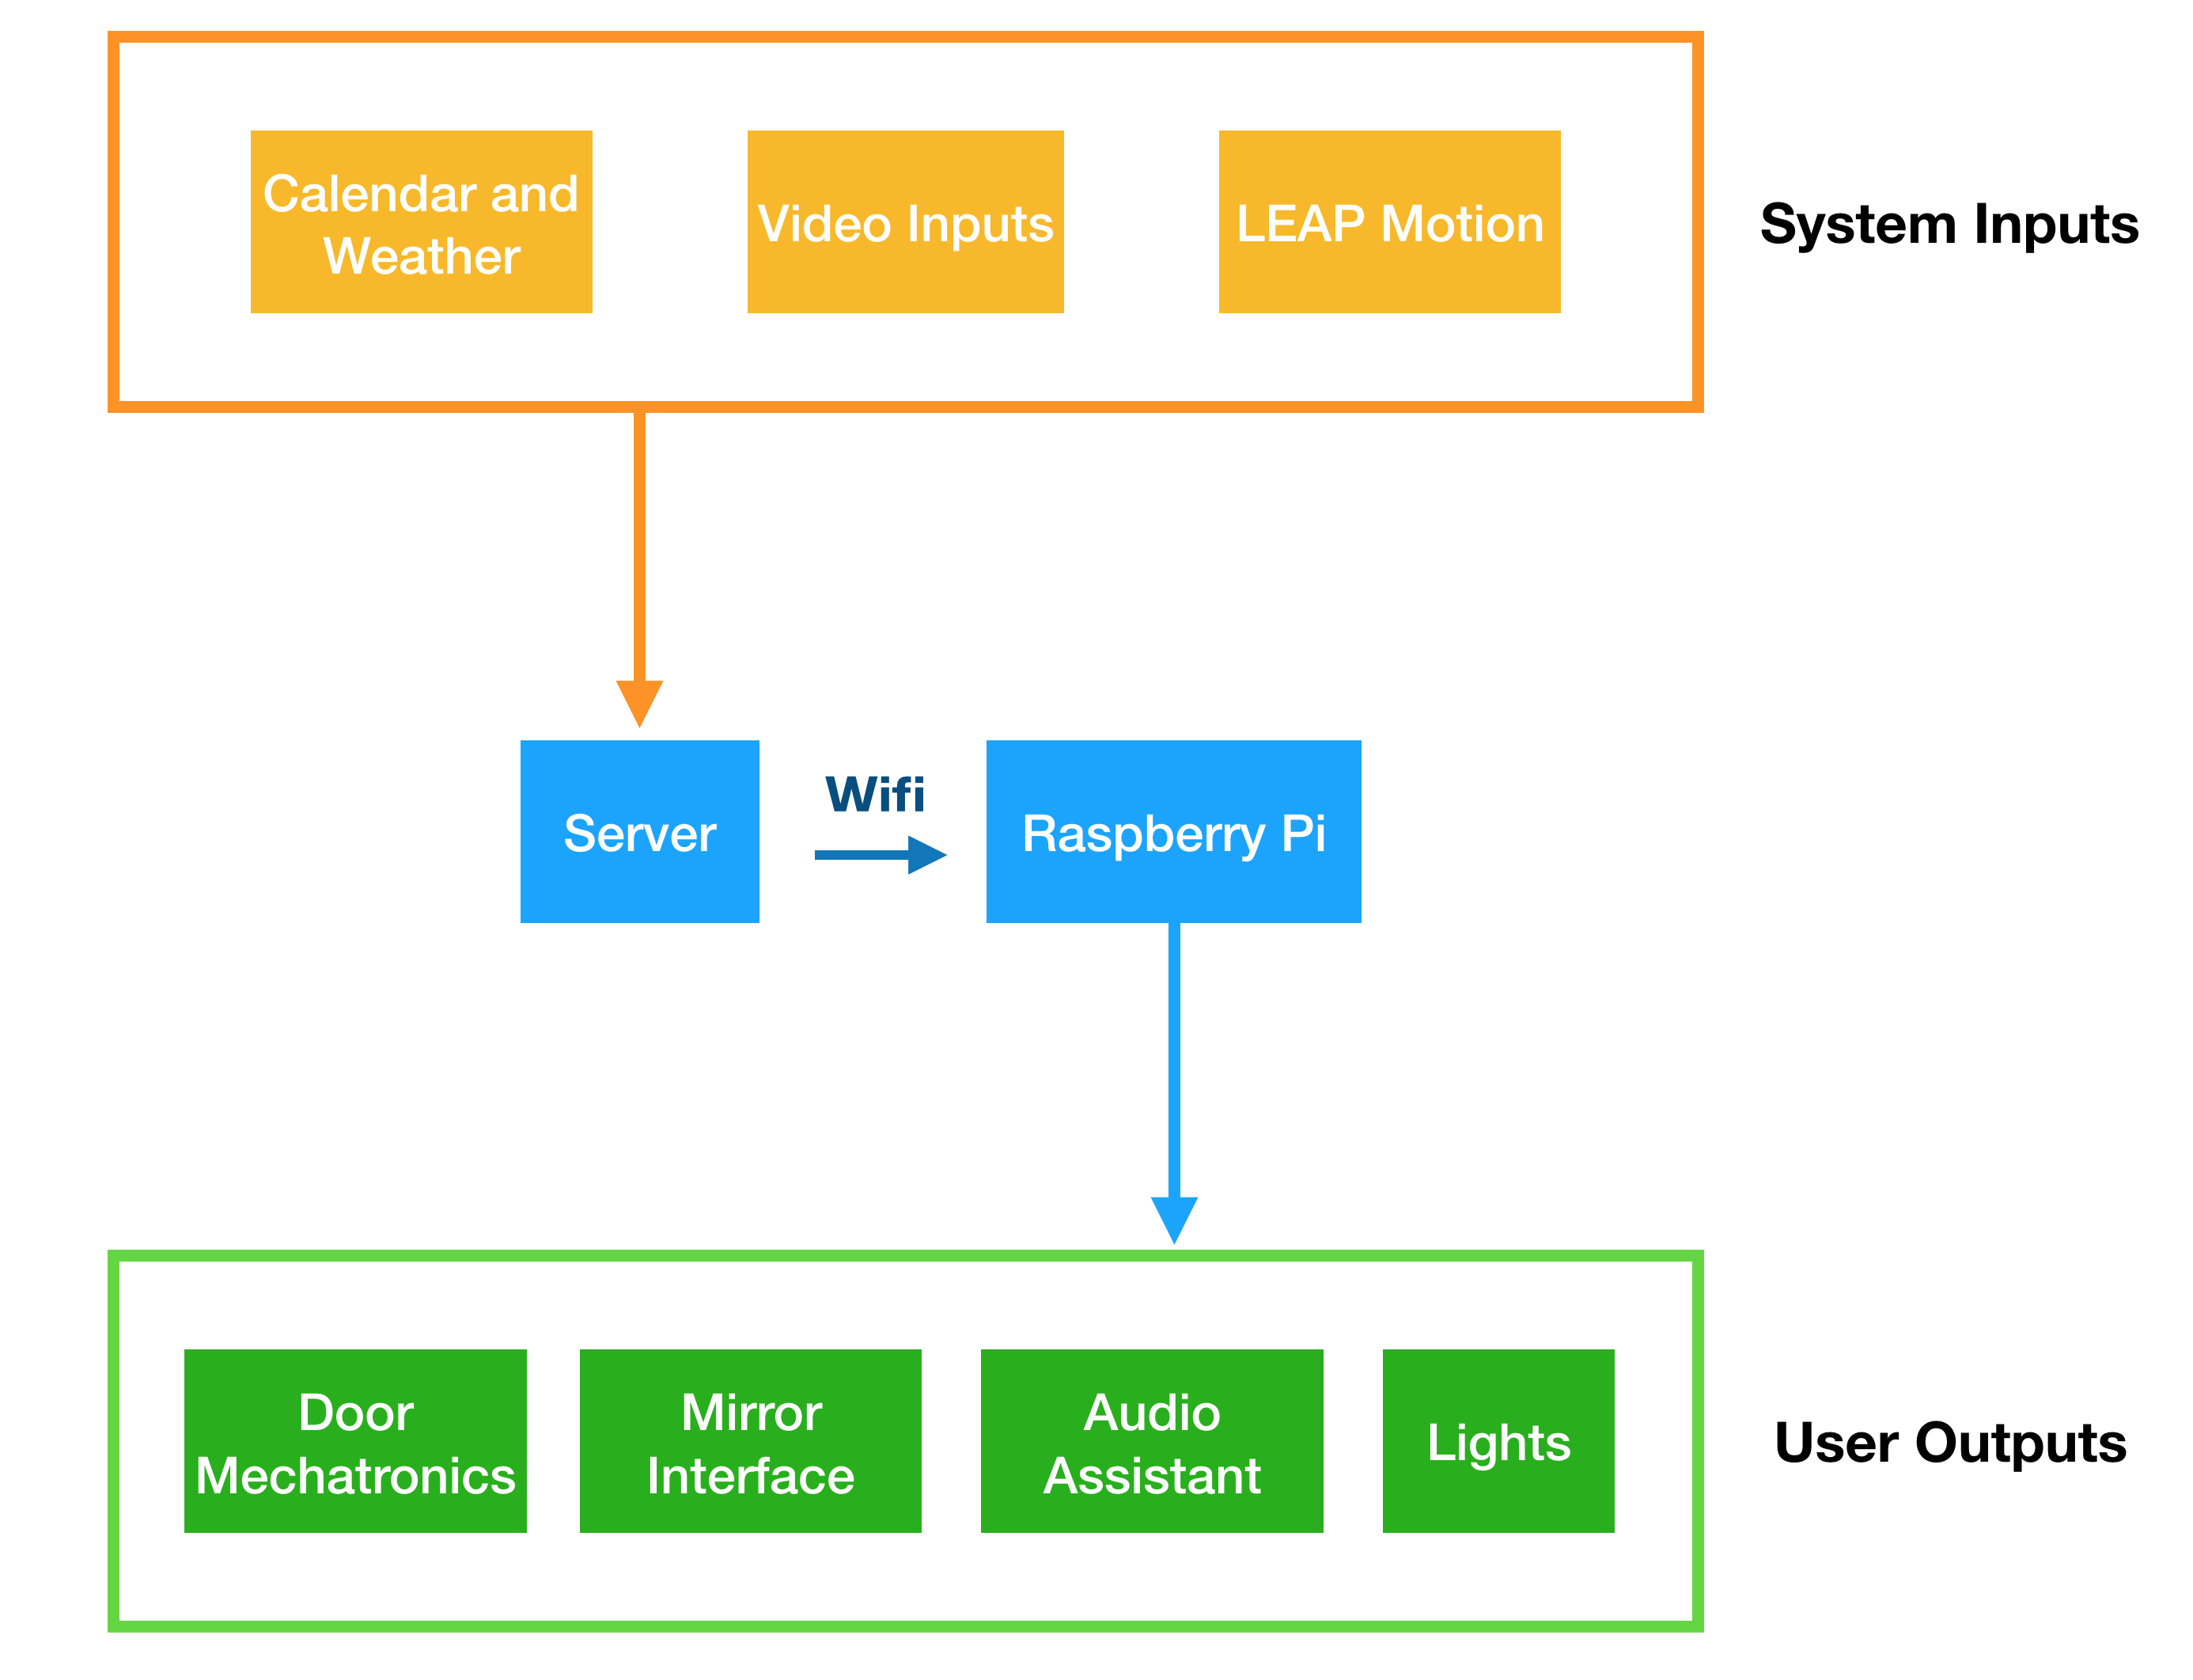 Calendar and
Weather
Video Inputs
LEAP Motion
System Inputs
Server
Wifi
Raspberry Pi
Door
Mechatronics
Mirror
Interface
Audio
Assistant
Lights
User Outputs